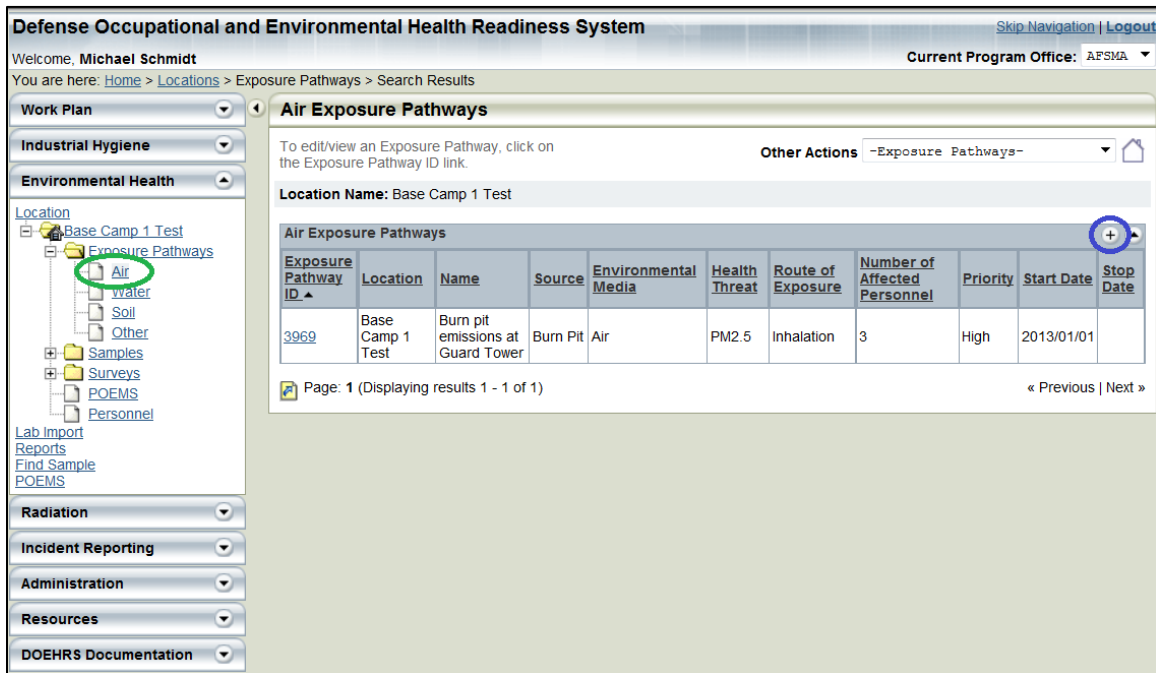 Defense Occupational and Environmental Health Readiness System
Skip Navigation | Logout
Welcome, Michael Schmidt
Current Program Office: AFSMA
You are here: Home > Locations > Exposure Pathways > Search Results
Work Plan
Industrial Hygiene
Environmental Health
Location
Base Camp 1 Test
Exposure Pathways
Air
Water
Soil
Other
Samples
Surveys
POEMS
Personnel
Lab Import
Reports
Find Sample
POEMS
Radiation
Incident Reporting
Administration
Resources
DOEHRS Documentation
Air Exposure Pathways
To edit/view an Exposure Pathway, click on
the Exposure Pathway ID link.
Other Actions -Exposure Pathways-
Location Name: Base Camp 1 Test
Air Exposure Pathways
Exposure Pathway ID Location Name Source Environmental Media Health Threat Route of Exposure Number of Affected Personnel Priority Start Date Stop Date
3969 Base Camp 1 Test Burn pit emissions at Guard Tower Burn Pit Air PM2.5 Inhalation 3 High 2013/01/01
Page: 1 (Displaying results 1 - 1 of 1)
« Previous | Next »